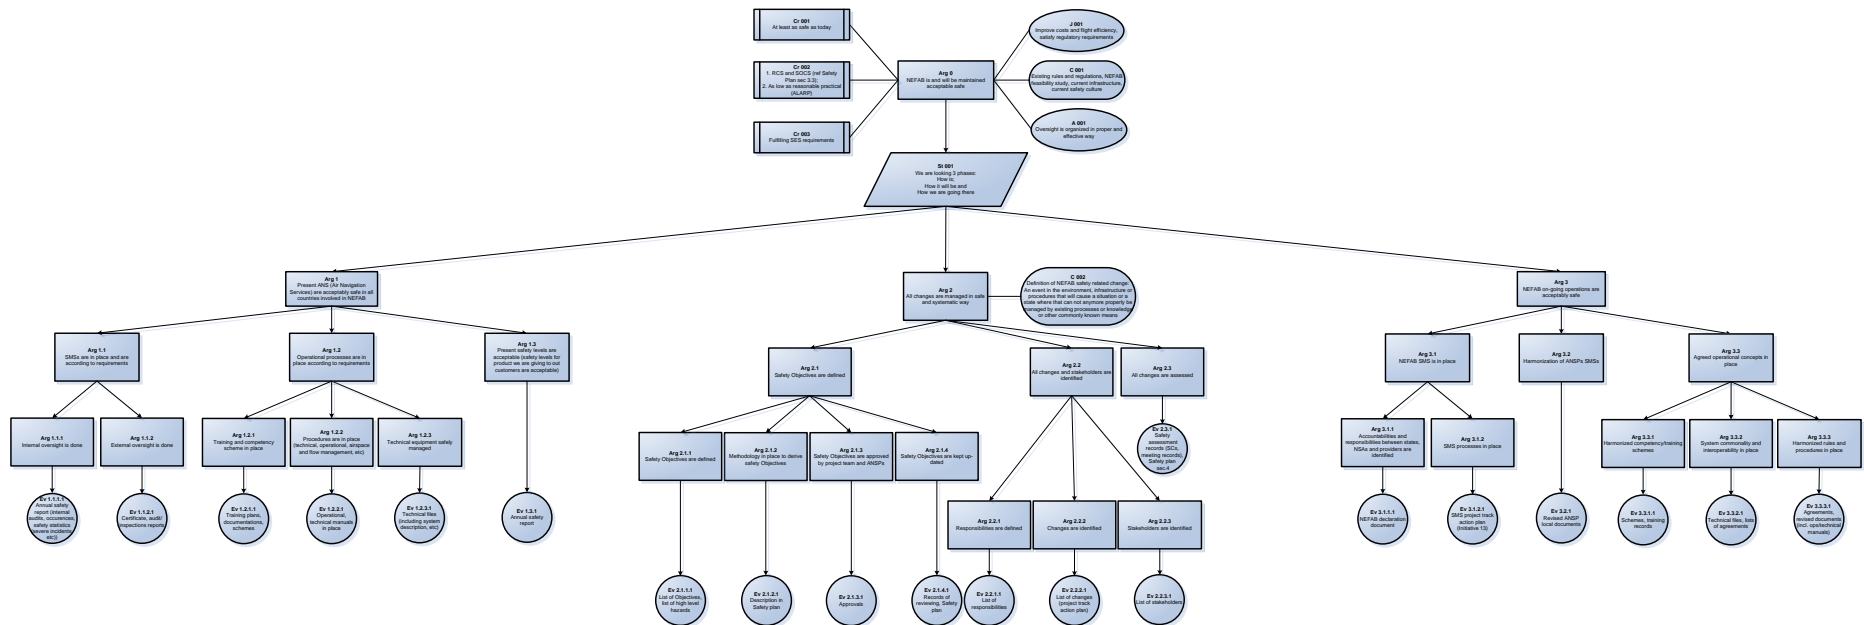 Cr 001
At least as safe as today
Cr 002
1. RCS and SOCS (ref Safety
Plan sec 3.3);
2. As low as reasonable practical
(ALARP)
Cr 003
Fulfilling SES requirements
Arg 0
NEFAB is and will be maintained
acceptable safe
J 001
Improve costs and flight efficiency,
satisfy regulatory requirements
C 001
Existing rules and regulations, NEFAB
feasibility study, current infrastructure,
current safety culture
A 001
Oversight is organized in proper and
effective way
St 001
We are looking 3 phases:
How is;
How it will be and
How we are going there
Arg 1
Present ANS (Air Navigation
Services) are acceptably safe in all
countries involved in NEFAB
Arg 2
All changes are managed in safe
and systematic way
C 002
Definition of NEFAB safety related change:
An event in the environment, infrastructure or
procedures that will cause a situation or a
state where that can not anymore properly be
managed by existing processes or knowledge
or other commonly known means
Arg 3
NEFAB on-going operations are
acceptably safe
Arg 1.1
SMSs are in place and are
according to requirements
Arg 1.2
Operational processes are in
place according to requirements
Arg 1.3
Present safety levels are
acceptable (safety levels for
product we are giving to our
customers are acceptable)
Arg 2.1
Safety Objectives are defined
Arg 2.2
All changes and stakeholders are
identified
Arg 2.3
All changes are assessed
Arg 3.1
NEFAB SMS is in place
Arg 3.2
Harmonization of ANSPs SMSs
Arg 3.3
Agreed operational concepts in
place
Arg 1.1.1
Internal oversight is done
Arg 1.1.2
External oversight is done
Arg 1.2.1
Training and competency
scheme in place
Arg 1.2.2
Procedures are in place
(technical, operational, airspace
and flow management, etc)
Arg 1.2.3
Technical equipment safely
managed
Arg 2.1.1
Safety Objectives are defined
Arg 2.1.2
Methodology in place to derive
safety Objectives
Arg 2.1.3
Safety Objectives are approved
by project team and ANSPs
Arg 2.1.4
Safety Objectives are kept up-
dated
Ev 2.3.1
Safety
assessment
records (SCs,
meeting records),
Safety plan
sec.4
Arg 3.1.1
Accountabilities and
responsibilities between states,
NSAs and providers are
identified
Arg 3.1.2
SMS processes in place
Arg 3.3.1
Harmonized competency/training
schemes
Arg 3.3.2
System commonality and
interoperability in place
Arg 3.3.3
Harmonized rules and
procedures in place
Ev 1.1.1.1
Annual safety
report (internal
audits, occurences,
safety statistics
(severe incidents
etc))
Ev 1.1.2.1
Certificate, audit/
inspections reports
Ev 1.2.1.1
Training plans,
documentations,
schemes
Ev 1.2.2.1
Operational,
technical manuals
in place
Ev 1.2.3.1
Technical files
(including system
description, etc)
Ev 1.3.1
Annual safety
report
Arg 2.2.1
Responsibilities are defined
Arg 2.2.2
Changes are identified
Arg 2.2.3
Stakeholders are identified
Ev 3.1.1.1
NEFAB declaration
document
Ev 3.1.2.1
SMS project track
action plan
(Initiative 13)
Ev 3.2.1
Revised ANSP
local documents
Ev 3.3.1.1
Schemes, training
records
Ev 3.3.2.1
Technical files, lists
of agreements
Ev 3.3.3.1
Agreements,
revised documents
(incl. ops/technical
manuals)
Ev 2.1.1.1
List of Objectives,
list of high level
hazards
Ev 2.1.2.1
Description in
Safety plan
Ev 2.1.3.1
Approvals
Ev 2.1.4.1
Records of
reviewing, Safety
plan
Ev 2.2.1.1
List of
responsibilities
Ev 2.2.2.1
List of changes
(project track
action plan)
Ev 2.2.3.1
List of stakeholders